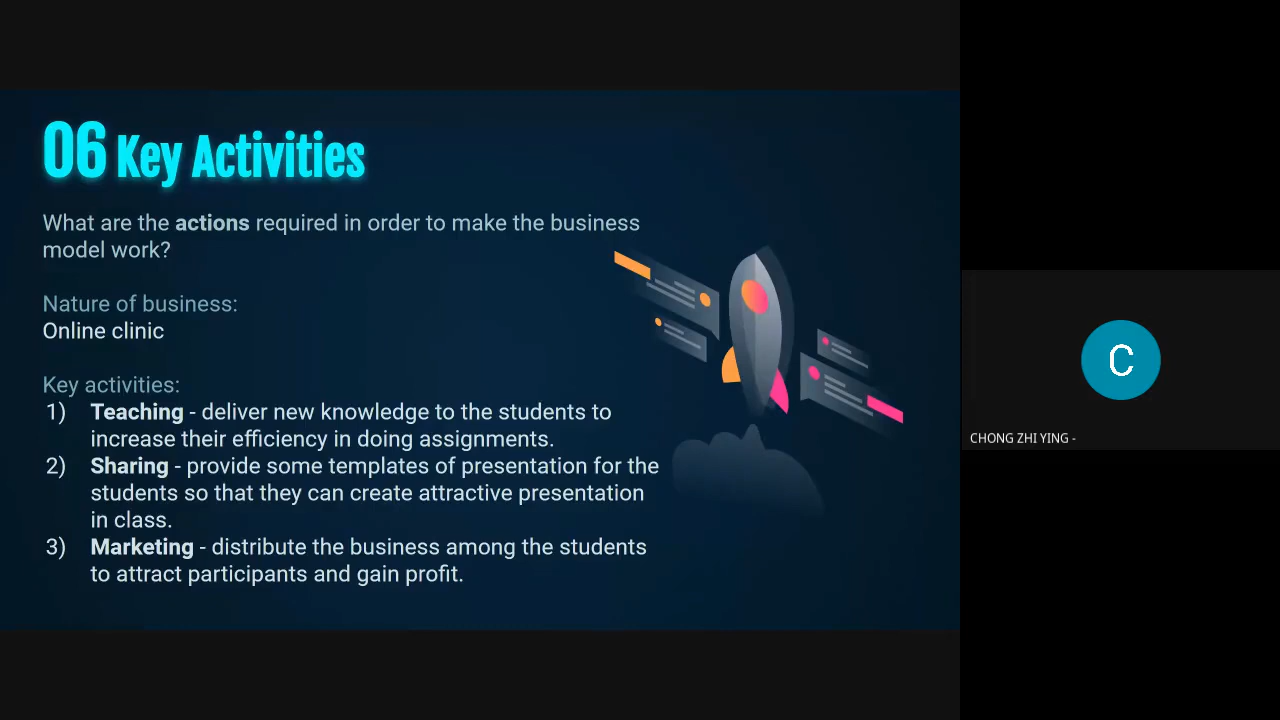 06 Key Activities
What are the actions required in order to make the business
model work?
Nature of business:
Online clinic
Key activities:
1) Teaching - deliver new knowledge to the students to
increase their efficiency in doing assignments.
2) Sharing - provide some templates of presentation for the
students so that they can create attractive presentation
in class.
3) Marketing - distribute the business among the students
to attract participants and gain profit.
C
CHONG ZHI YING -